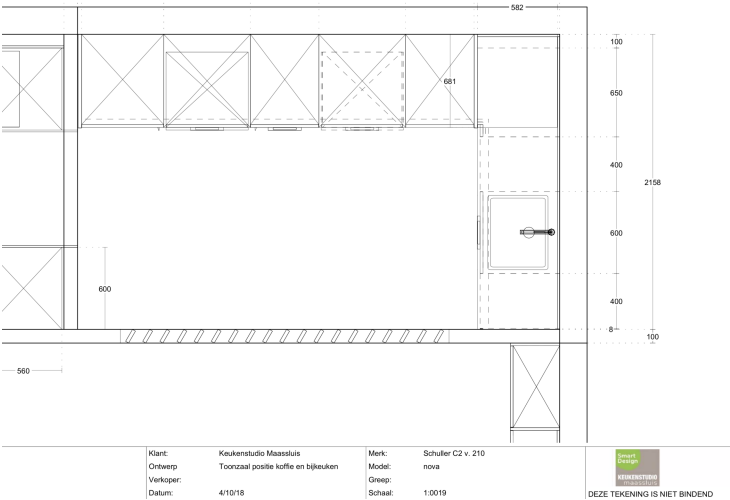 582
100
681
650
400
2158
600
600
400
8
100
560
Klant: Keukenstudio Maassluis Merk: Schuller C2 v. 210
Ontwerp Toonzaal positie koffie en bijkeuken Model: nova
Verkoper: Greep:
Datum: 4/10/18 Schaal: 1:0019
Smart
Design
KEUKENSTUDIO
maassluis
DEZE TEKENING IS NIET BINDEND